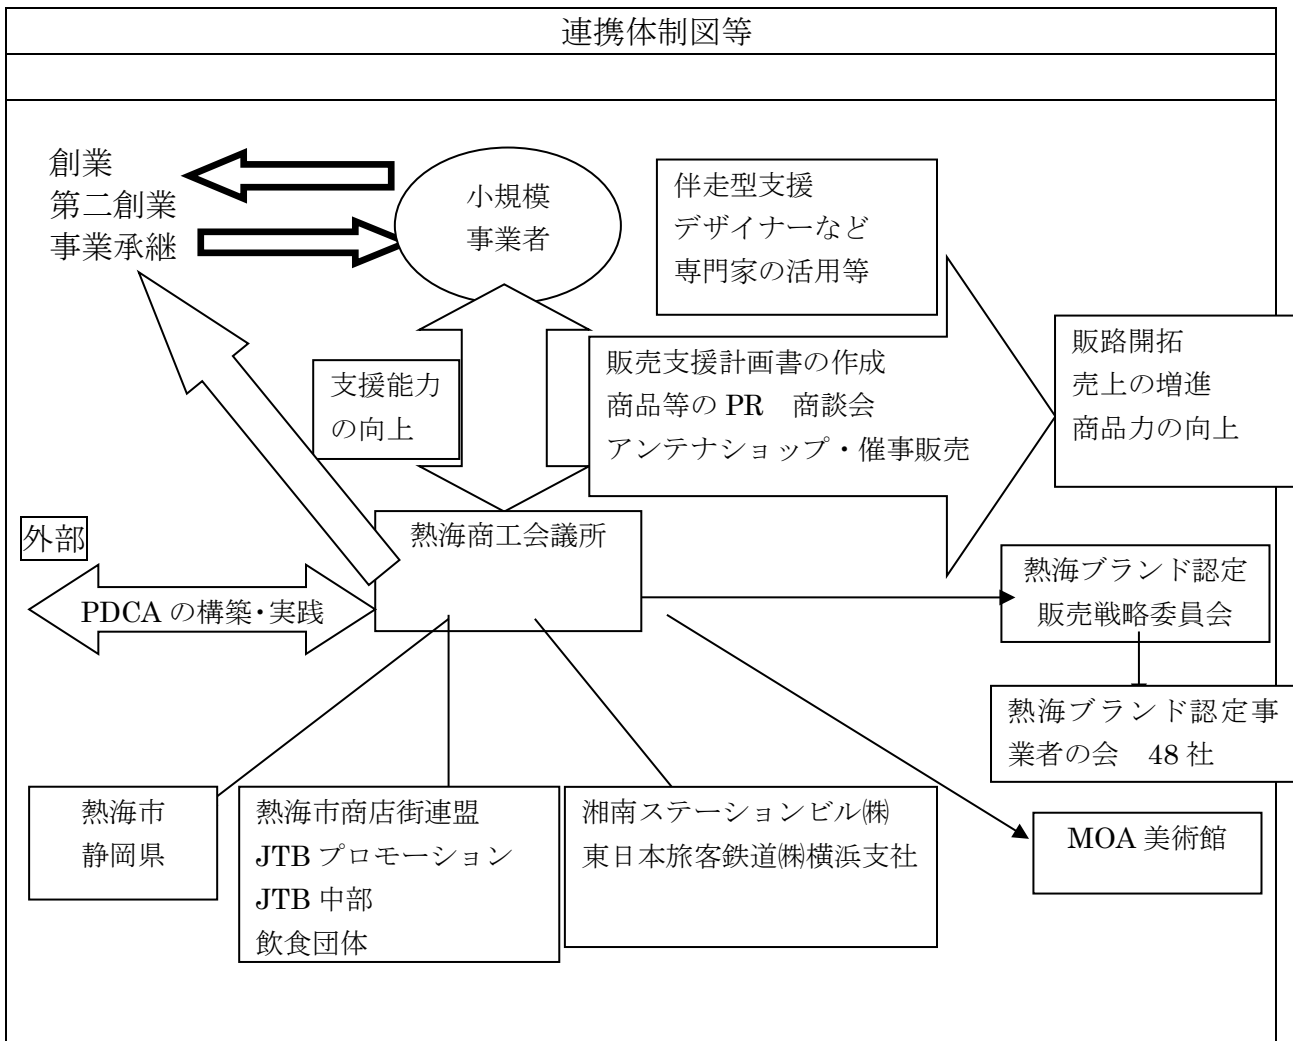 連携体制図等
創業
第二創業
事業承継
小規模
事業者
伴走型支援
デザイナーなど
専門家の活用等
支援能力
の向上
販売支援計画書の作成
商品等の PR　商談会
アンテナショップ・催事販売
販路開拓
売上の増進
商品力の向上
外部
PDCA の構築・実践
熱海商工会議所
熱海ブランド認定
販売戦略委員会
熱海ブランド認定事
業者の会　48 社
熱海市
静岡県
熱海市商店街連盟
JTB プロモーション
JTB 中部
飲食団体
湘南ステーションビル㈱
東日本旅客鉄道㈱横浜支社
MOA 美術館